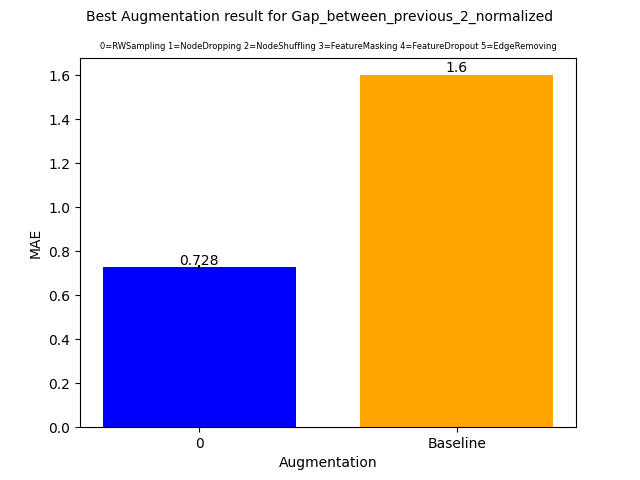 Best Augmentation result for Gap_between_previous_2_normalized
0=RWSampling 1=NodeDropping 2=NodeShuffling 3=FeatureMasking 4=FeatureDropout 5=EdgeRemoving
1.6
1.6
1.4
1.2
1.0
0.8
0.728
0.6
0.4
0.2
0.0
MAE
0 Baseline
Augmentation